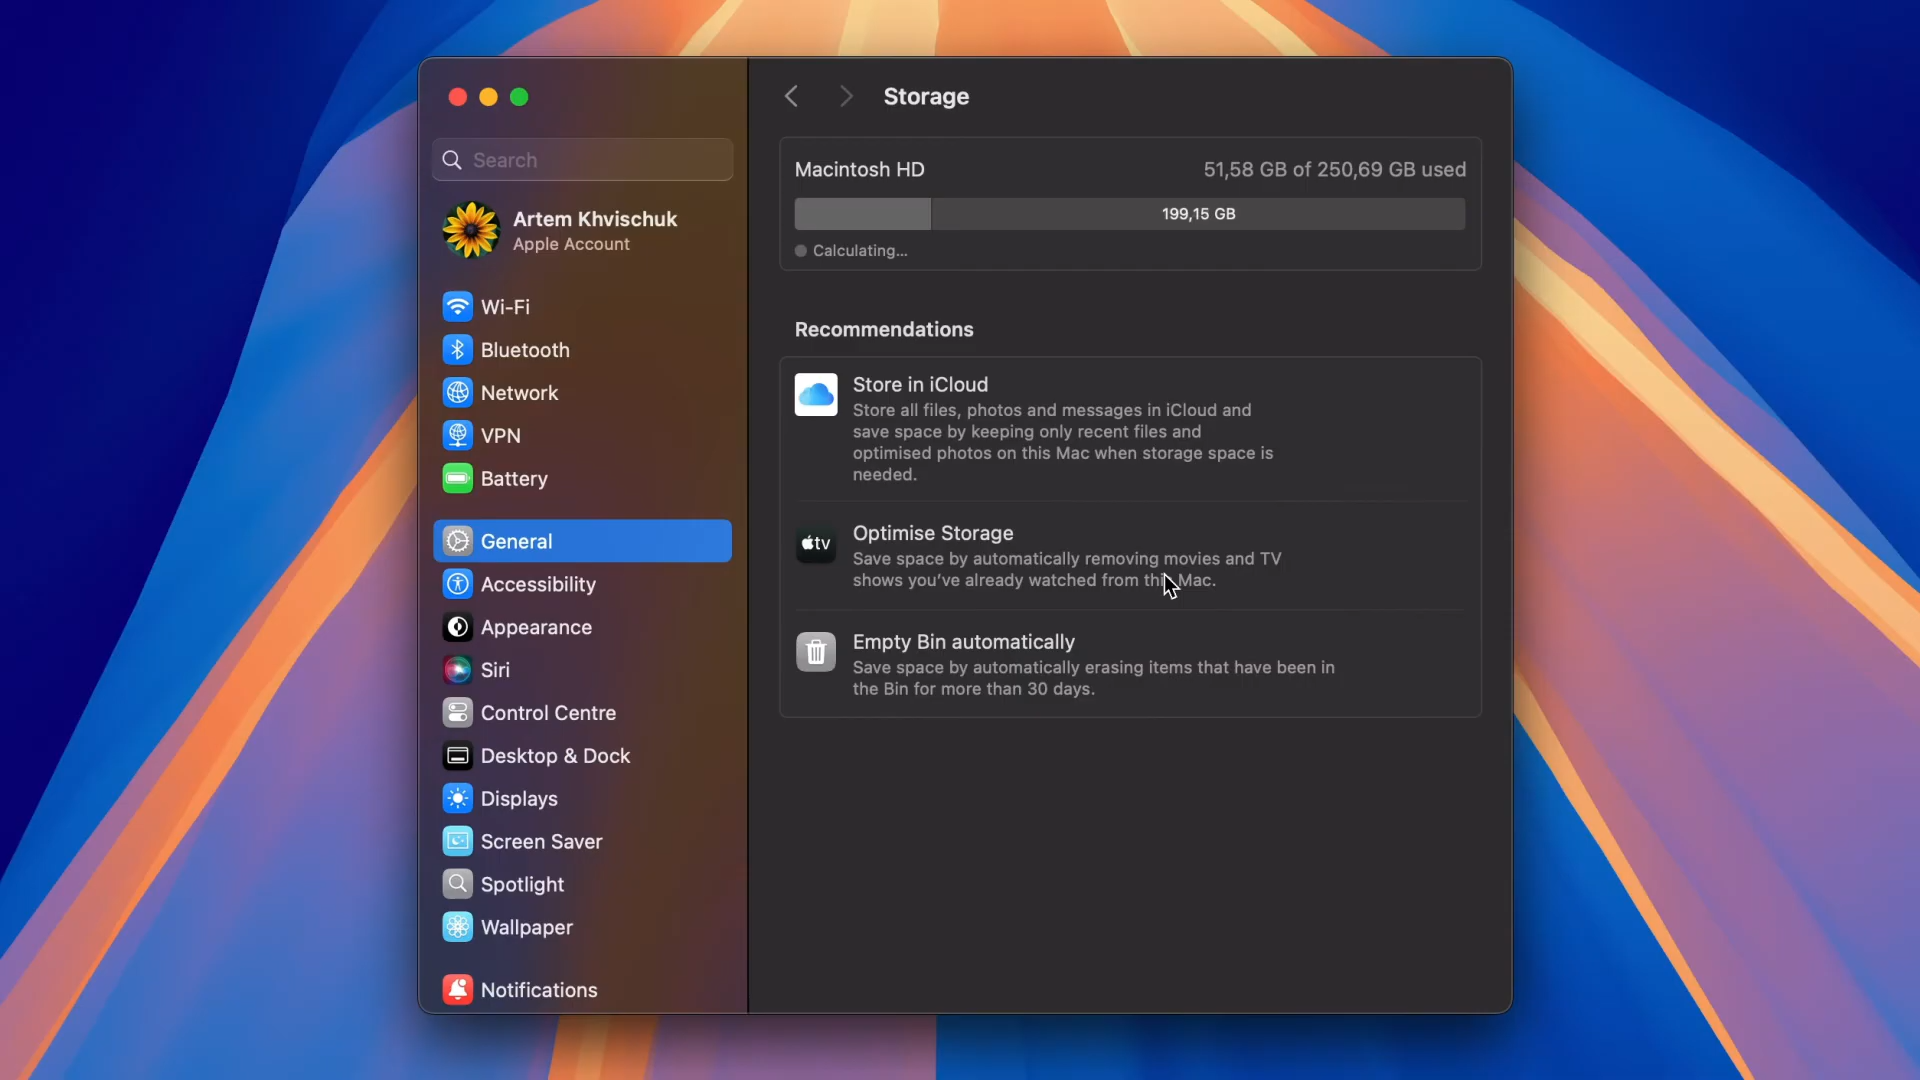 Storage
Search
Macintosh HD
51,58 GB of 250,69 GB used
199,15 GB
Calculating...
Artem Khvischuk
Apple Account
Wi-Fi
Bluetooth
Network
VPN
Battery
General
Accessibility
Appearance
Siri
Control Centre
Desktop & Dock
Displays
Screen Saver
Spotlight
Wallpaper
Notifications
Recommendations
Store in iCloud
Store all files, photos and messages in iCloud and
save space by keeping only recent files and
optimised photos on this Mac when storage space is
needed.
tv
Optimise Storage
Save space by automatically removing movies and TV
shows you've already watched from this Mac.
Empty Bin automatically
Save space by automatically erasing items that have been in
the Bin for more than 30 days.